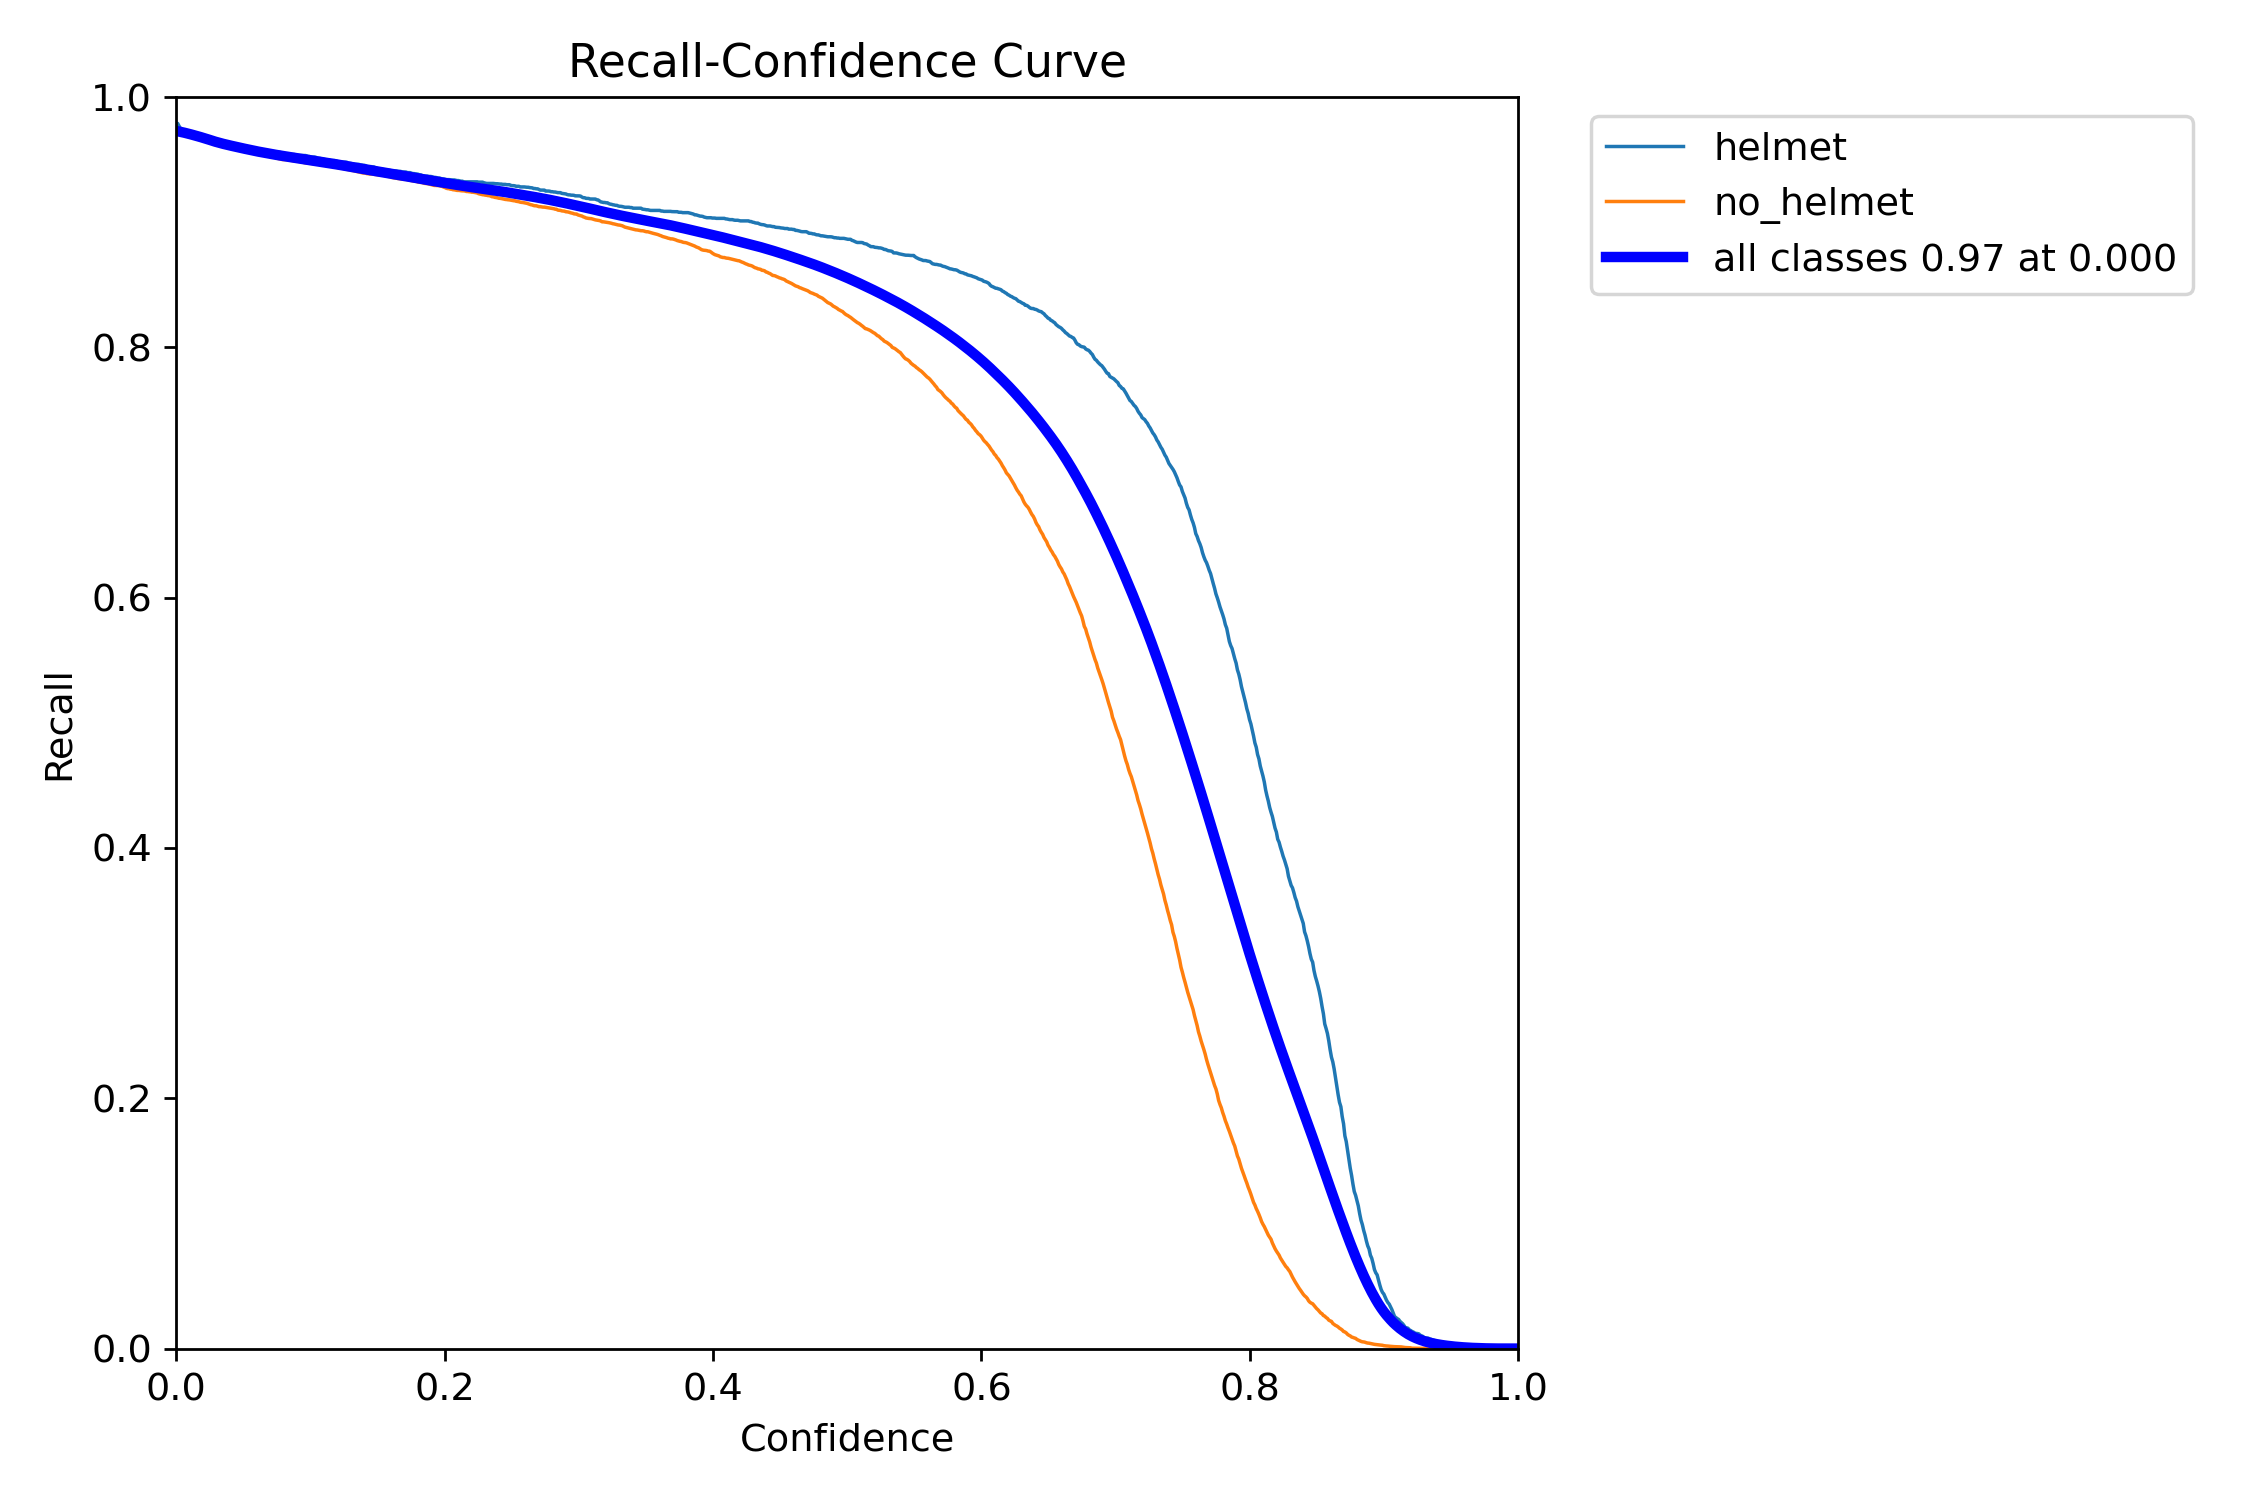 Recall-Confidence Curve
1.0
0.8
0.6
0.4
0.2
0.0
Recall
0.0 0.2 0.4 0.6 0.8 1.0
Confidence
helmet
no_helmet
all classes 0.97 at 0.000